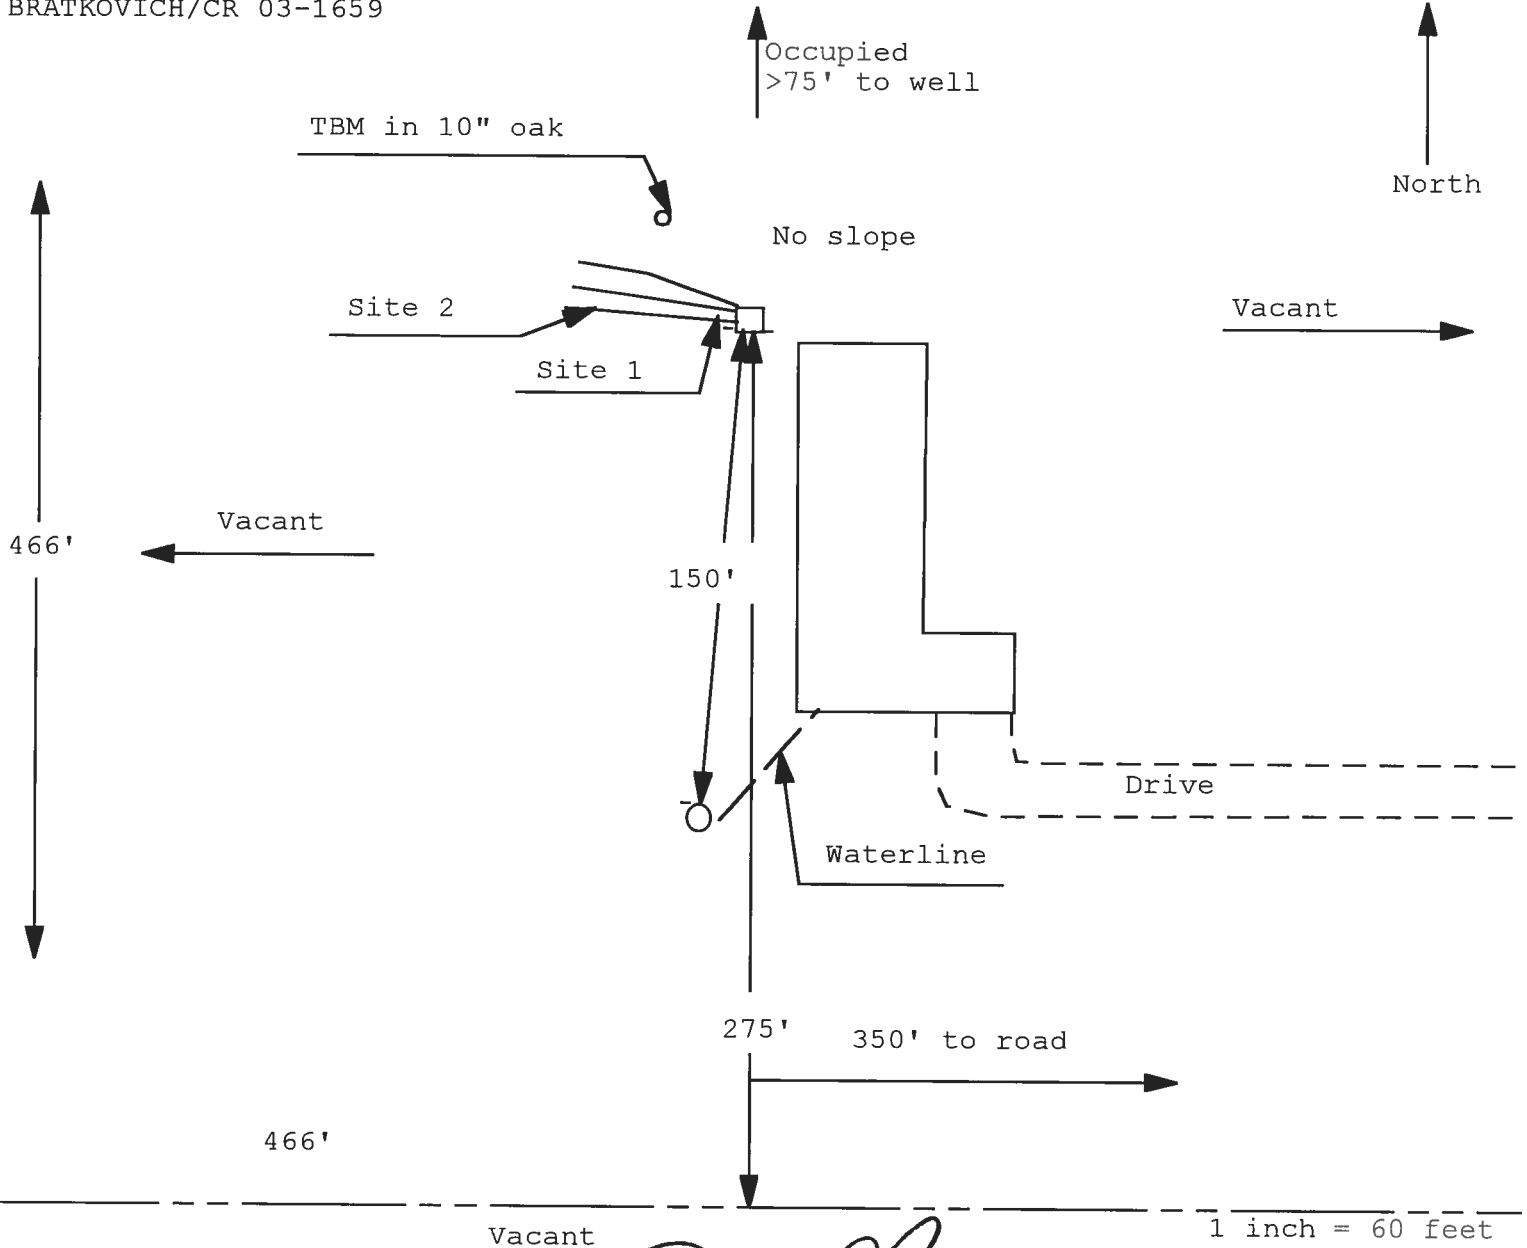 BRATKOVICH/CR 03-1659
Occupied
>75' to well
TBM in 10" oak
North
No slope
Site 2
Vacant
Site 1
Vacant
466'
150'
Drive
Waterline
275'
350' to road
466'
1 inch = 60 feet
Vacant